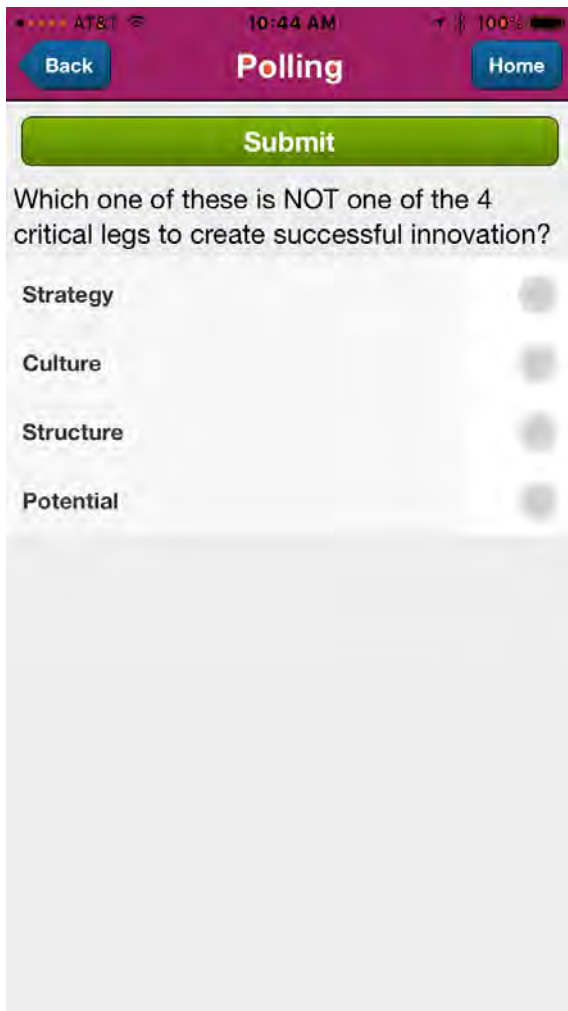 AT&T 10:44 AM 100%
Back Polling Home
Submit
Which one of these is NOT one of the 4
critical legs to create successful innovation?
Strategy
Culture
Structure
Potential